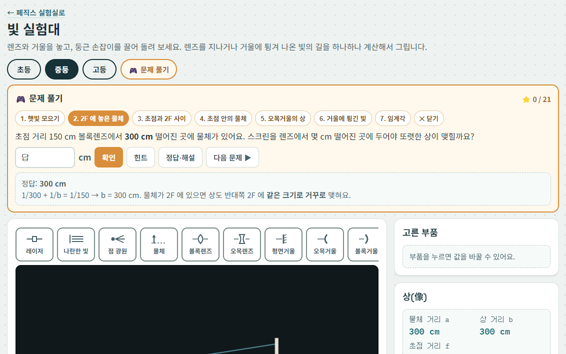 ← 페직스 실험실로
빛 실험대
렌즈와 거울을 놓고, 둥근 손잡이를 끌어 돌려 보세요. 렌즈를 지나거나 거울에 튕겨 나온 빛의 길을 하나하나 계산해서 그립니다.
초등 중등 고등 🎮 문제 풀기
🎮 문제 풀기 ⭐ 0 / 21
1. 햇빛 모으기 2. 2F 에 놓은 물체 3. 초점과 2F 사이 4. 초점 안의 물체 5. 오목거울의 상 6. 거울에 튕긴 빛 7. 임계각 ✕ 닫기
초점 거리 150 cm 볼록렌즈에서 300 cm 떨어진 곳에 물체가 있어요. 스크린을 렌즈에서 몇 cm 떨어진 곳에 두어야 또렷한 상이 맺힐까요?
답 cm 확인 힌트 정답·해설 다음 문제 ▶
정답: 300 cm
1/300 + 1/b = 1/150 → b = 300 cm. 물체가 2F 에 있으면 상도 반대쪽 2F 에 같은 크기로 거꾸로 맺혀요.
레이저 나란한 빛 점 광원 물체 볼록렌즈 오목렌즈 평면거울 오목거울 볼록거울
고른 부품
부품을 누르면 값을 바꿀 수 있어요.
상(像)
물체 거리 a 상 거리 b
300 cm 300 cm
초점 거리 f